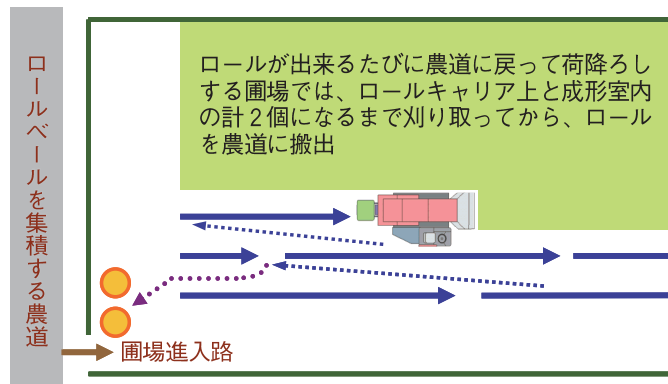 ロールベールを集積する農道
ロールが出来るたびに農道に戻って荷降ろし
する圃場では、ロールキャリア上と成形室内
の計２個になるまで刈り取ってから、ロール
を農道に搬出
圃場進入路